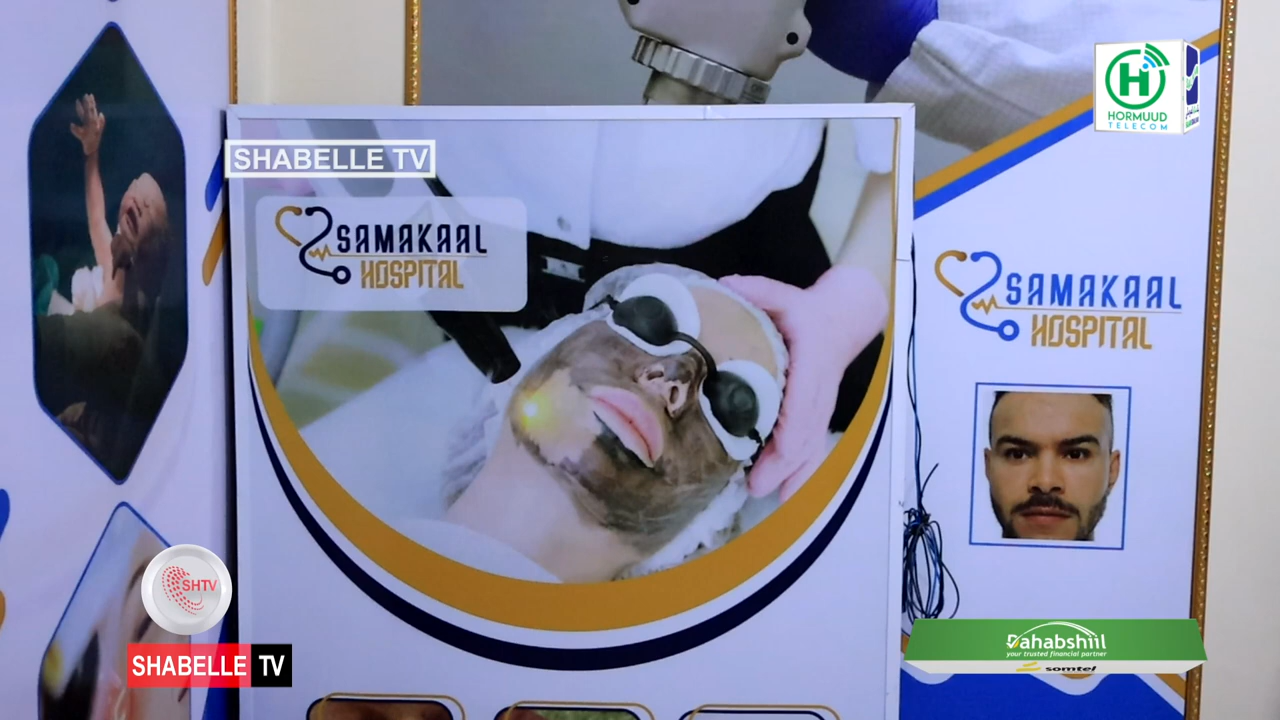 HORMUUD
TELECOM
SHABELLE TV
SAMAKAAL
HOSPITAL
SAMAKAAL
HOSPITAL
SHTV
SHABELLE TV
Dahabshiil
your trusted financial partner
somtel